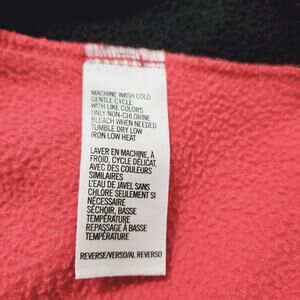 MACHINE WASH COLD
GENTLE CYCLE
WITH LIKE COLORS
ONLY NON-CHLORINE
BLEACH WHEN NEEDED
TUMBLE DRY LOW
IRON LOW HEAT
LAVER EN MACHINE, À
FROID, CYCLE DÉLICAT,
AVEC DES COULEURS
SIMILAIRES
L'EAU DE JAVEL SANS
CHLORE SEULEMENT SI
NÉCESSAIRE
SÉCHOIR, BASSE
TEMPÉRATURE
REPASSAGE À BASSE
TEMPÉRATURE
REVERSE/VERSO/AL REVERSO